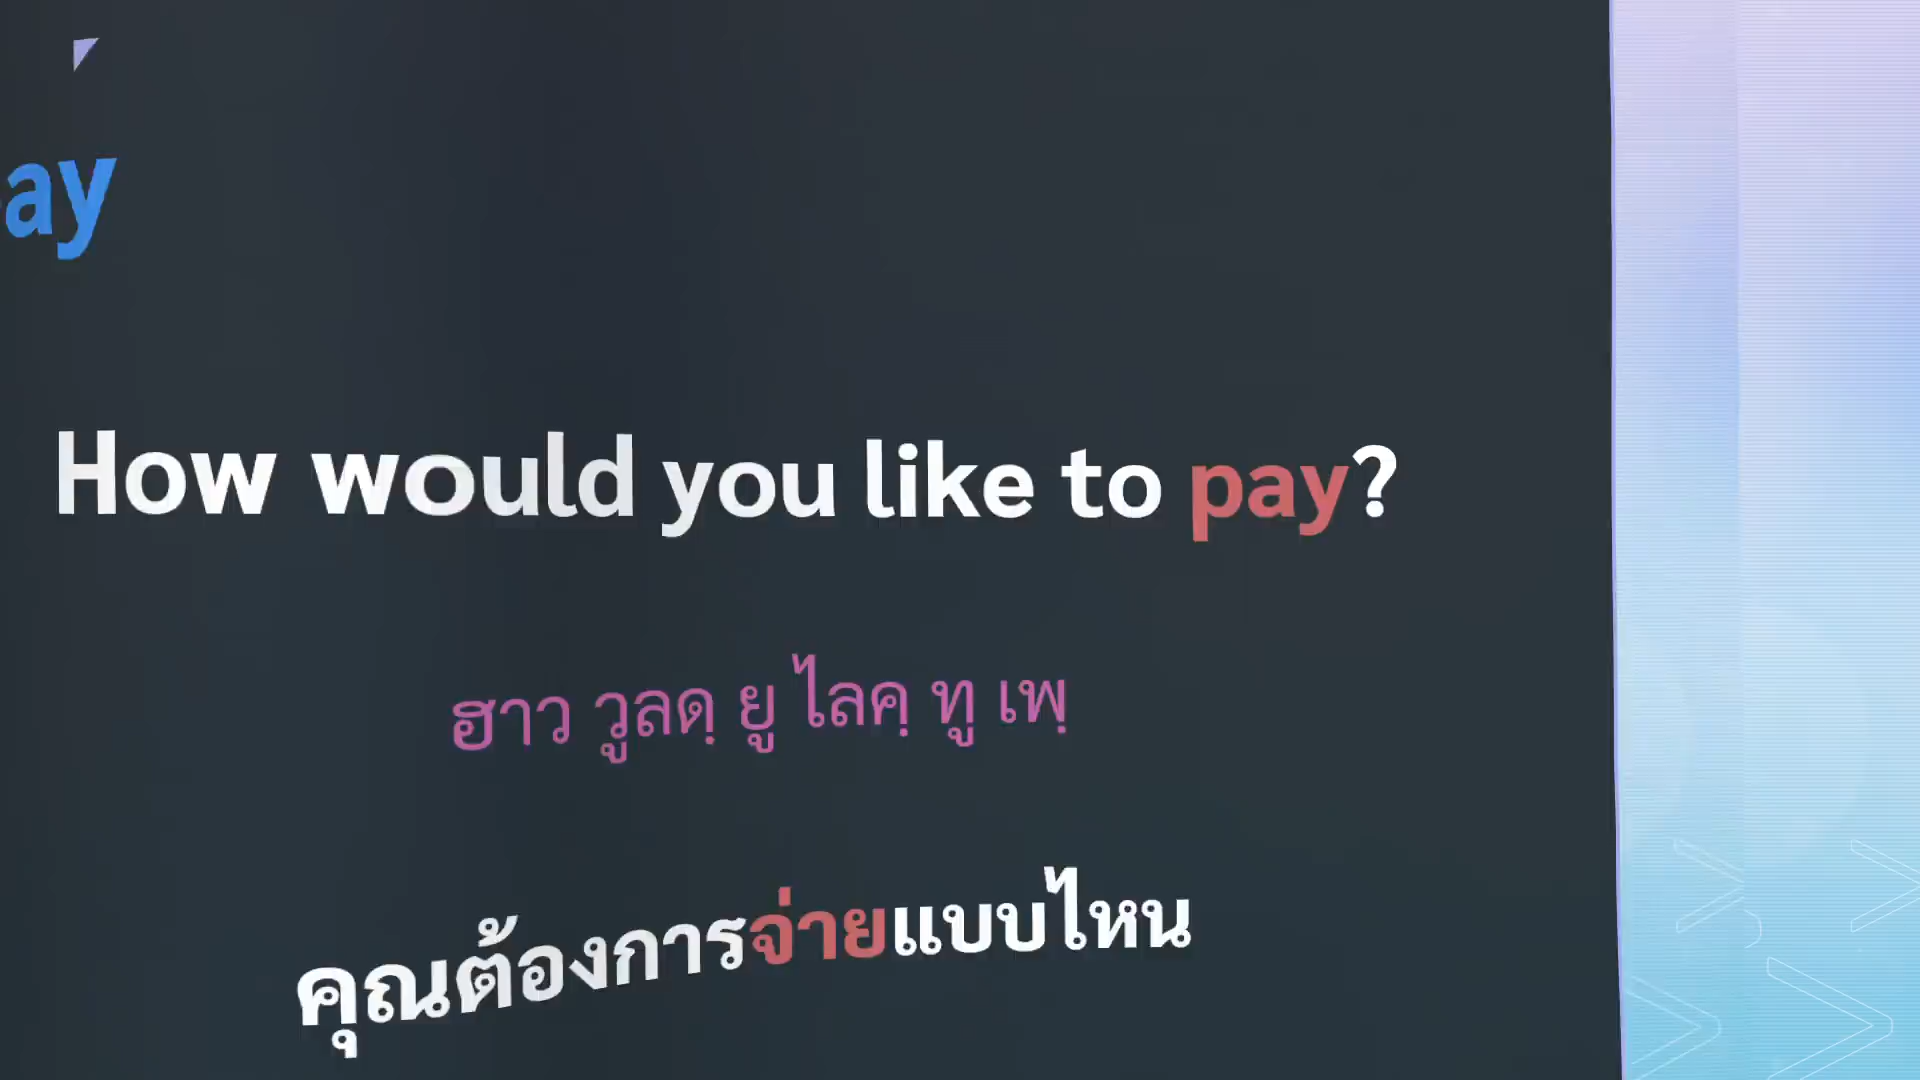 ay
How would you like to pay?
ฮาว วูลดฺ ยู ไลคฺ ทู เพฺ
คุณต้องการจ่ายแบบไหน